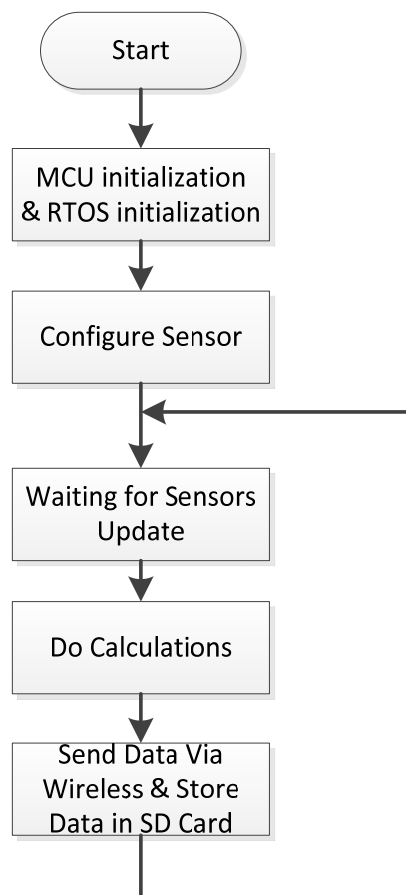 Start
MCU initialization
& RTOS initialization
Configure Sensor
Waiting for Sensors
Update
Do Calculations
Send Data Via
Wireless & Store
Data in SD Card